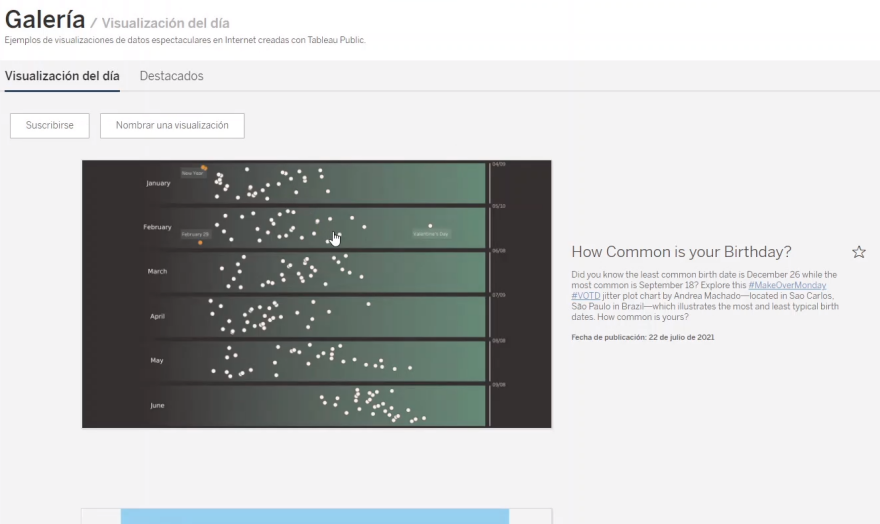 Galería / Visualización del día
Ejemplos de visualizaciones de datos espectaculares en Internet creadas con Tableau Public.
Visualización del día Destacados
Suscribirse Nombrar una visualización
New Year
January
February
February 29
Valentine's Day
March
April
May
June
How Common is your Birthday?
Did you know the least common birth date is December 26 while the
most common is September 18? Explore this #MakeOverMonday
#VOTD jitter plot chart by Andrea Machado—located in Sao Carlos,
São Paulo in Brazil—which illustrates the most and least typical birth
dates. How common is yours?
Fecha de publicación: 22 de julio de 2021